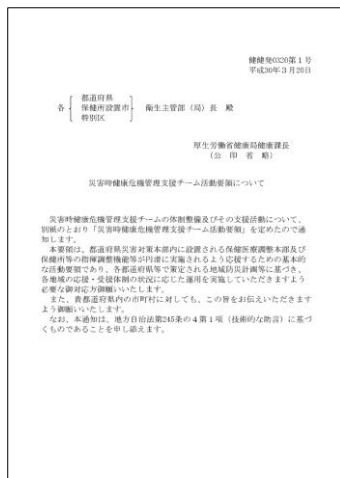 健健発0320第1号
平成30年3月20日
都道府県
各 保健所設置市 衛生主管部（局）長 殿
特別区
厚生労働省健康局健康課長
（公印省略）
災害時健康危機管理支援チーム活動要領について
災害時健康危機管理支援チームの体制整備及びその支援活動について、
別紙のとおり「災害時健康危機管理支援チーム活動要領」を定めたので通
知します。
本要領は、都道府県災害対策本部内に設置される保健医療調整本部及び
保健所等の指揮調整機能等が円滑に実施されるよう応援するための基本的
な活動要領であり、各都道府県等で策定される地域防災計画等に基づき、
各地域の応援・受援体制の状況に応じた運用を実施していただきますよう
必要な御対応方御願いいたします。
また、貴都道府県内の市町村に対しても、この旨をお伝えいただきます
よう御願いいたします。
なお、本通知は、地方自治法第245条の4第1項（技術的な助言）に基づ
くものであることを申し添えます。